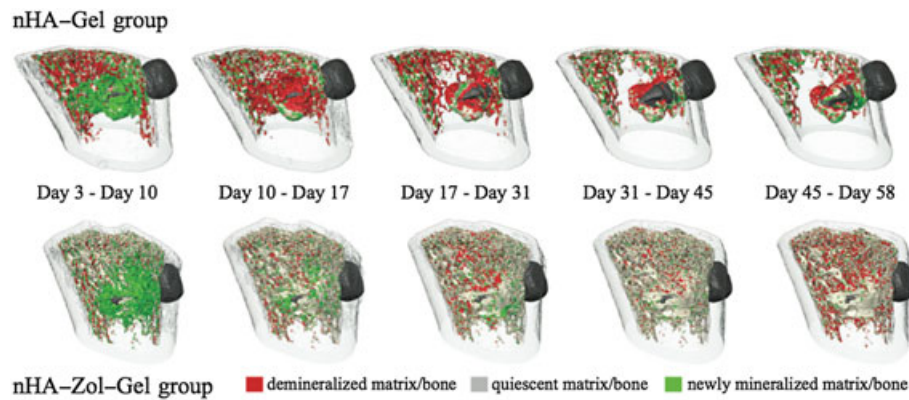 nHA–Gel group
Day 3 - Day 10 Day 10 - Day 17 Day 17 - Day 31 Day 31 - Day 45 Day 45 - Day 58
nHA–Zol–Gel group demineralized matrix/bone quiescent matrix/bone newly mineralized matrix/bone